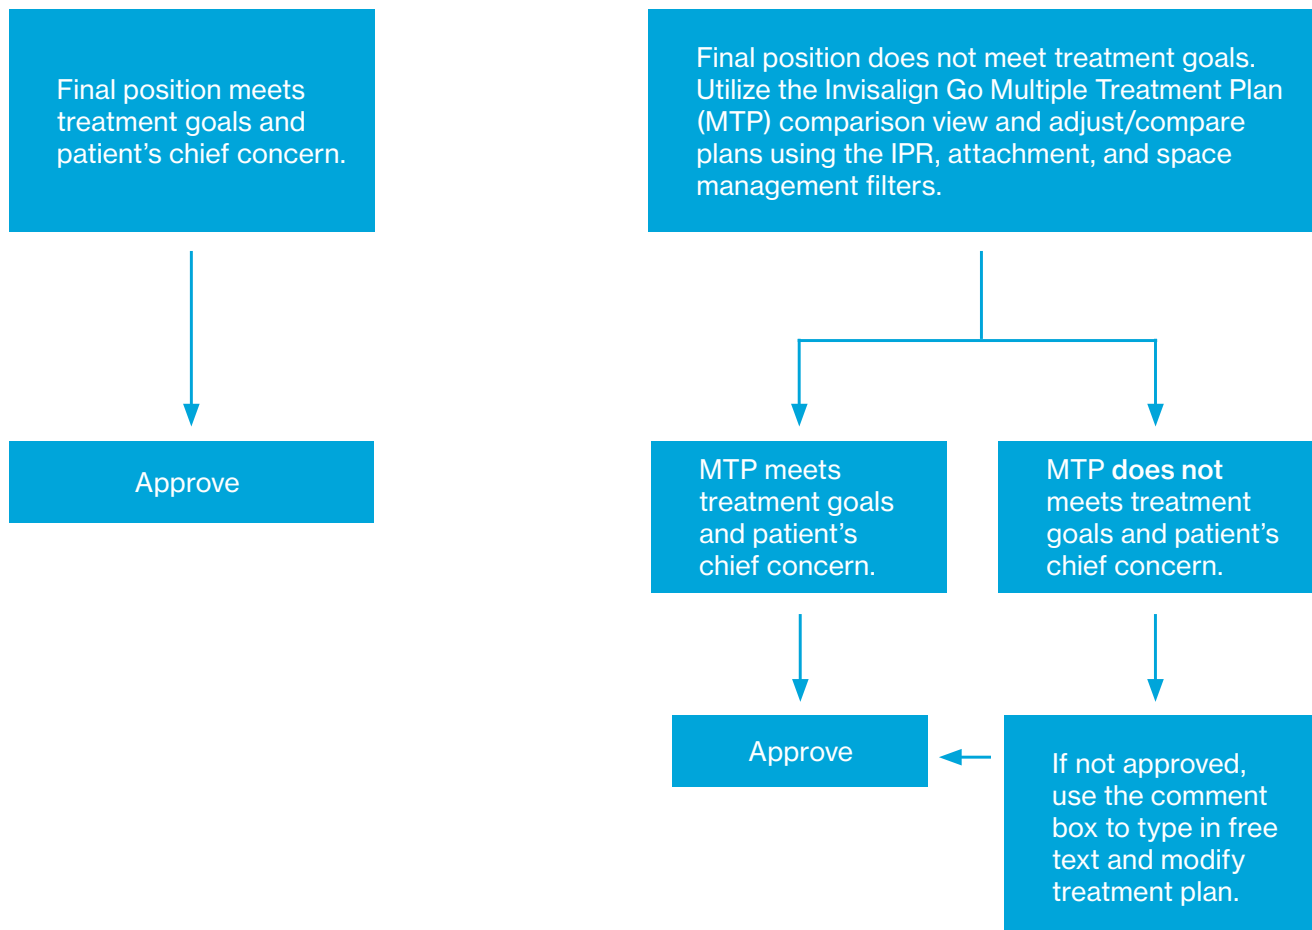 Final position meets
treatment goals and
patient’s chief concern.
Final position does not meet treatment goals.
Utilize the Invisalign Go Multiple Treatment Plan
(MTP) comparison view and adjust/compare
plans using the IPR, attachment, and space
management filters.
Approve
MTP meets
treatment goals
and patient’s
chief concern.
MTP does not
meets treatment
goals and patient’s
chief concern.
Approve
If not approved,
use the comment
box to type in free
text and modify
treatment plan.